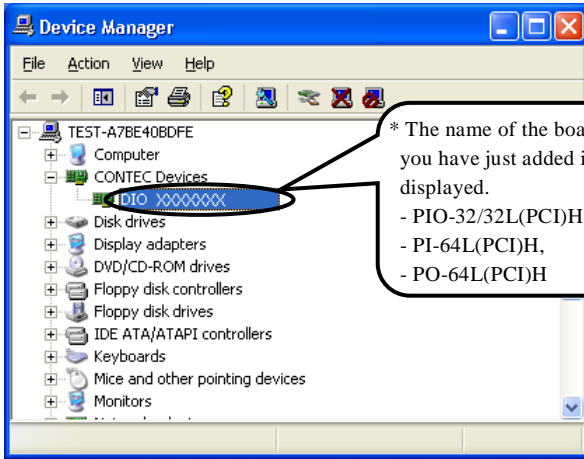 Device Manager
File Action View Help
TEST-A7BE40BDFE
Computer
CONTEC Devices
DIO XXXXXXX
Disk drives
Display adapters
DVD/CD-ROM drives
Floppy disk controllers
Floppy disk drives
IDE ATA/ATAPI controllers
Keyboards
Mice and other pointing devices
Monitors
* The name of the boa
you have just added i
displayed.
- PIO-32/32L(PCI)H
- PI-64L(PCI)H,
- PO-64L(PCI)H